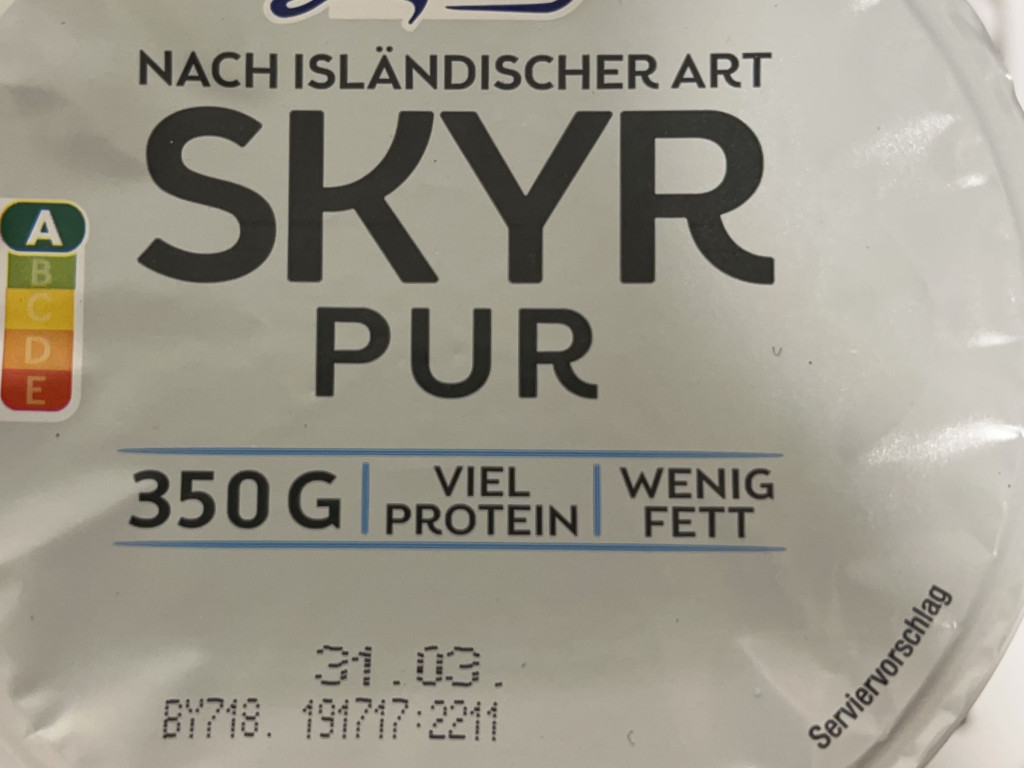 NACH ISLÄNDISCHER ART
SKYR
PUR
A
B
C
D
E
350 G
VIEL
PROTEIN
WENIG
FETT
31.03.
BY718. 191717:2211
Serviervorschlag